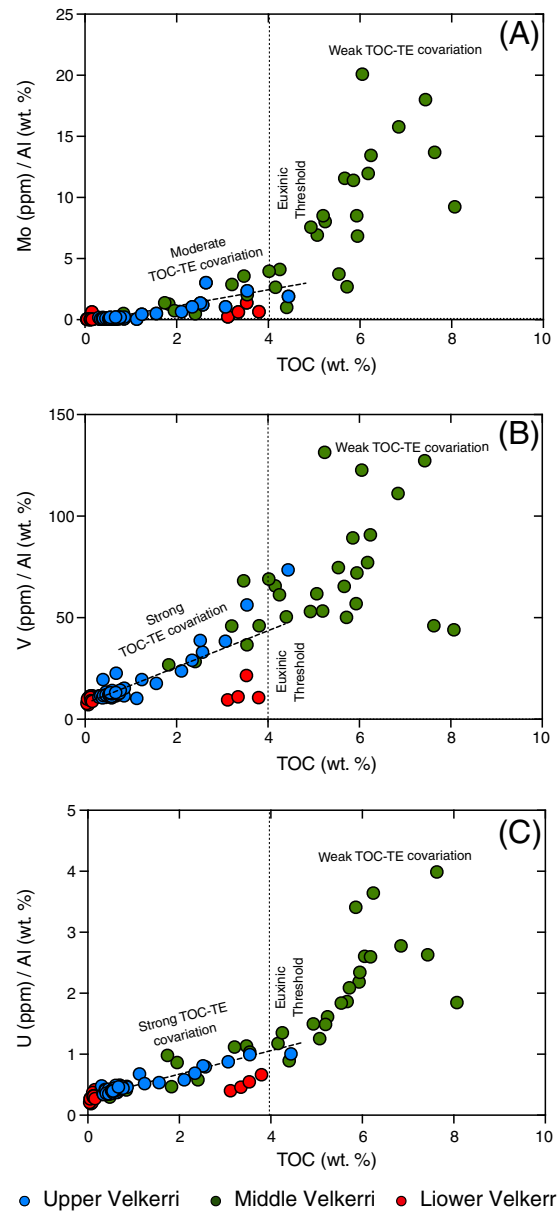 (A)
Weak TOC-TE covariation
Mo (ppm) / Al (wt. %)
25
20
15
10
5
0
Moderate
TOC-TE covariation
Euxinic
Threshold
0 2 4 6 8 10
TOC (wt. %)
(B)
Weak TOC-TE covariation
V (ppm) / Al (wt. %)
150
100
50
0
Strong
TOC-TE covariation
Euxinic
Threshold
0 2 4 6 8 10
TOC (wt. %)
(C)
Weak TOC-TE covariation
U (ppm) / Al (wt. %)
5
4
3
2
1
0
Strong TOC-TE
covariation
Euxinic
Threshold
0 2 4 6 8 10
TOC (wt. %)
Upper Velkerri Middle Velkerri Liower Velkerr